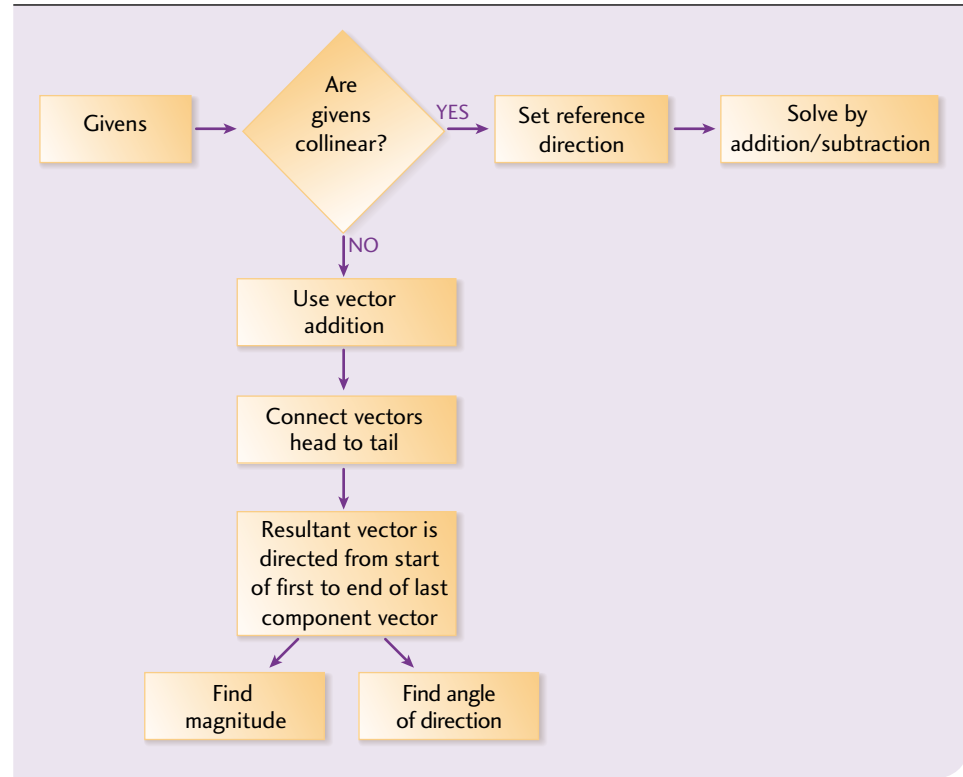 Givens
Are
givens
collinear?
YES
Set reference
direction
Solve by
addition/subtraction
NO
Use vector
addition
Connect vectors
head to tail
Resultant vector is
directed from start
of first to end of last
component vector
Find
magnitude
Find angle
of direction